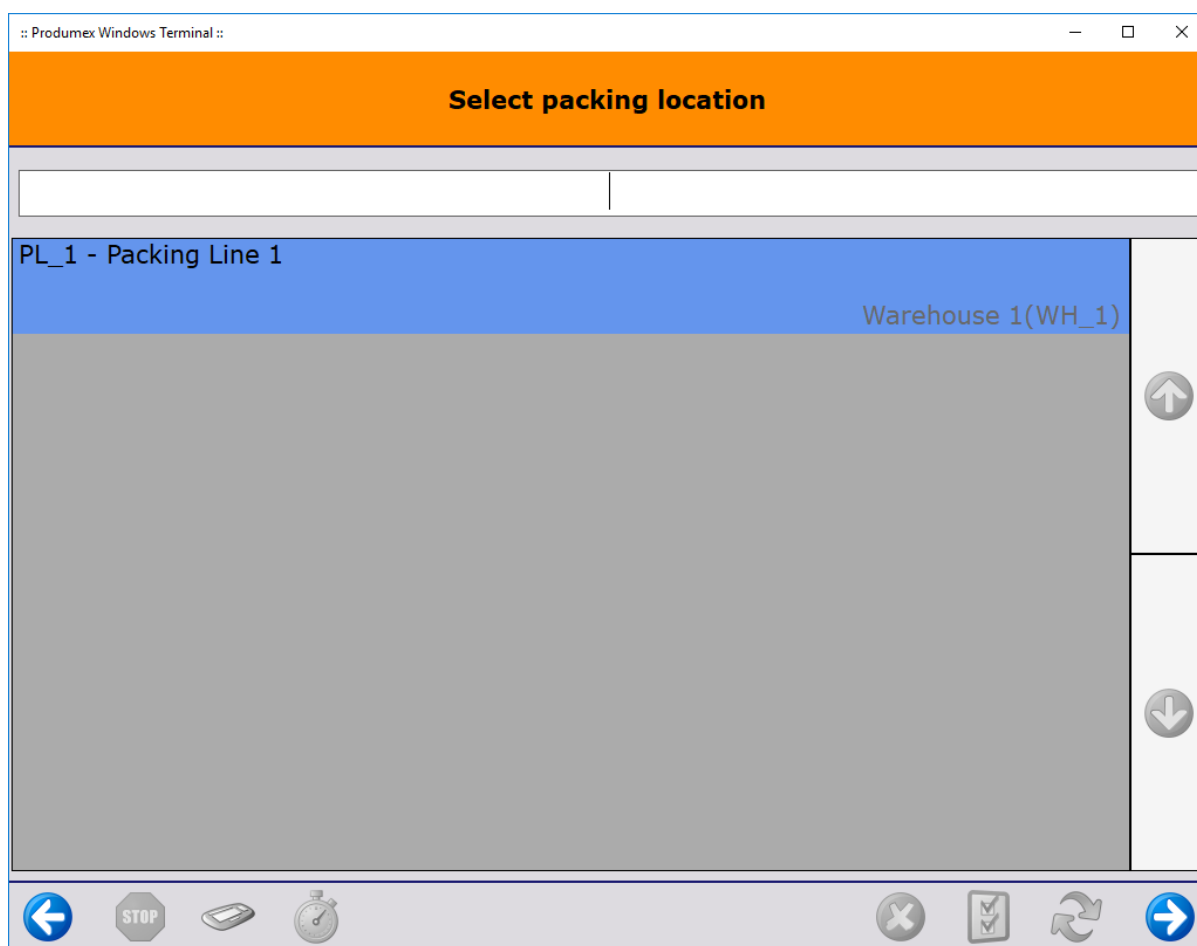 :: Produmex Windows Terminal ::
Select packing location
PL_1 - Packing Line 1
Warehouse 1(WH_1)
STOP